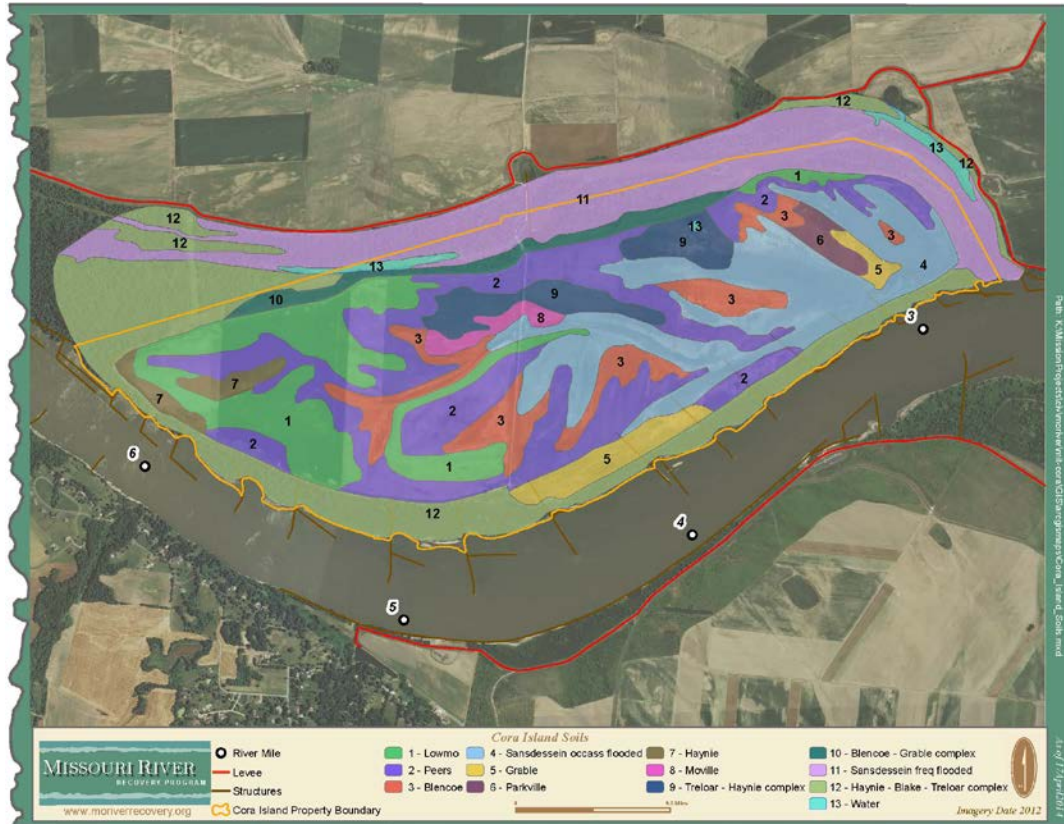 12
13
12
1
11
2
3
13
3
12
6
12
9
5
4
13
2
10
9
3
8
3
3
3
7
2
2
7
1
3
2
1
5
12
6
4
5
Cora Island Soils
MISSOURI RIVER
RECOVERY PROGRAM
www.moriverrecovery.org
River Mile
Levee
Structures
Cora Island Property Boundary
1 - Lowmo
2 - Peers
3 - Blencoe
4 - Sansdessein occass flooded
5 - Grable
6 - Parkville
7 - Haynie
8 - Moville
9 - Treloar - Haynie complex
10 - Blencoe - Grable complex
11 - Sansdessein freq flooded
12 - Haynie - Blake - Treloar complex
13 - Water
0
Imagery Date 2012